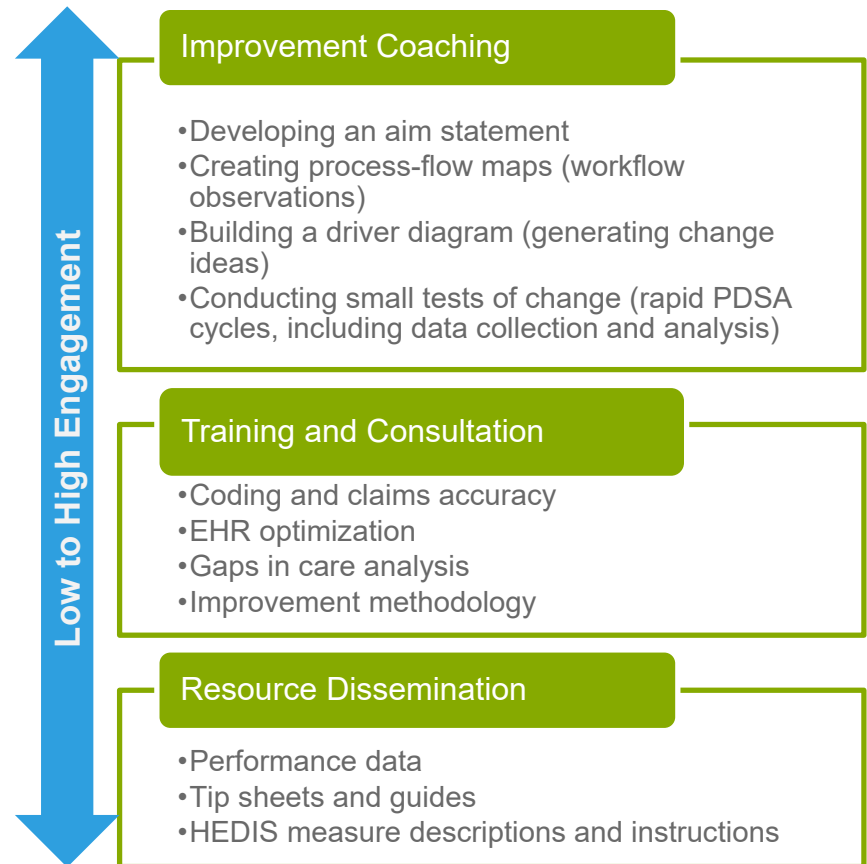 Low to High Engagement
Improvement Coaching
•Developing an aim statement
•Creating process-flow maps (workflow
observations)
•Building a driver diagram (generating change
ideas)
•Conducting small tests of change (rapid PDSA
cycles, including data collection and analysis)
Training and Consultation
•Coding and claims accuracy
•EHR optimization
•Gaps in care analysis
•Improvement methodology
Resource Dissemination
•Performance data
•Tip sheets and guides
•HEDIS measure descriptions and instructions